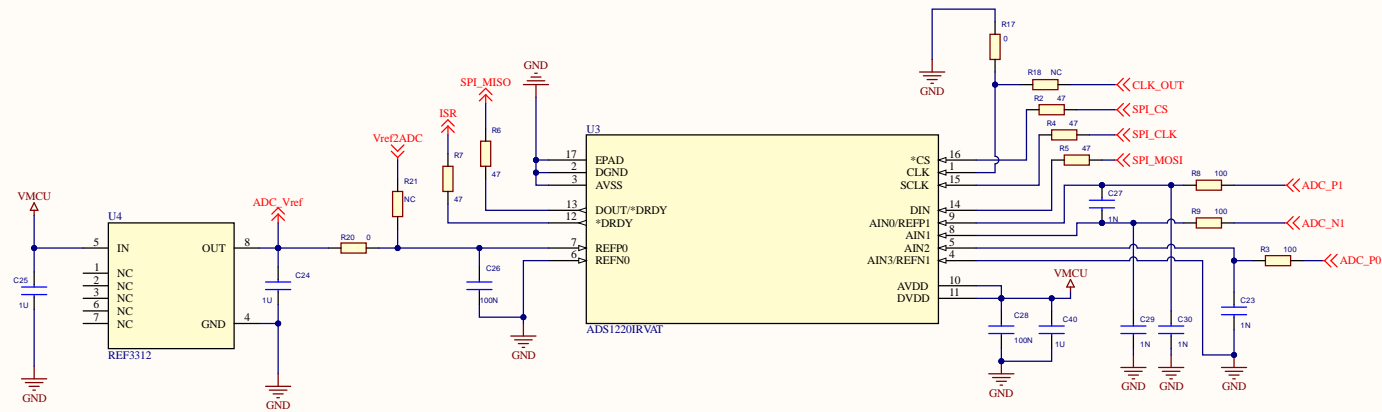 R17
0
GND
R18 NC
CLK_OUT
R2 47
SPI_CS
R4 47
SPI_CLK
R5 47
SPI_MOSI
GND
SPI_MISO
ISR
R6
47
R7
47
Vref2ADC
R21
NC
U3
17 EPAD
2 DGND
3 AVSS
13 DOUT/*DRDY
12 *DRDY
7 REFP0
6 REFN0
*CS 16
CLK 1
SCLK 15
DIN 14
AIN0/REFP1 9
AIN1 8
AIN2 5
AIN3/REFN1 4
AVDD 10
DVDD 11
ADS1220IRVAT
R8 100
ADC_P1
C27
1N
R9 100
ADC_N1
R3 100
ADC_P0
VMCU
U4
ADC_Vref
5 IN
OUT 8
1 NC
2 NC
3 NC
6 NC
7 NC
GND 4
REF3312
C25
1U
GND
C24
1U
GND
R20 0
C26
100N
GND
VMCU
C28
100N
C40
1U
GND
C29
1N
GND
C30
1N
GND
C23
1N
GND